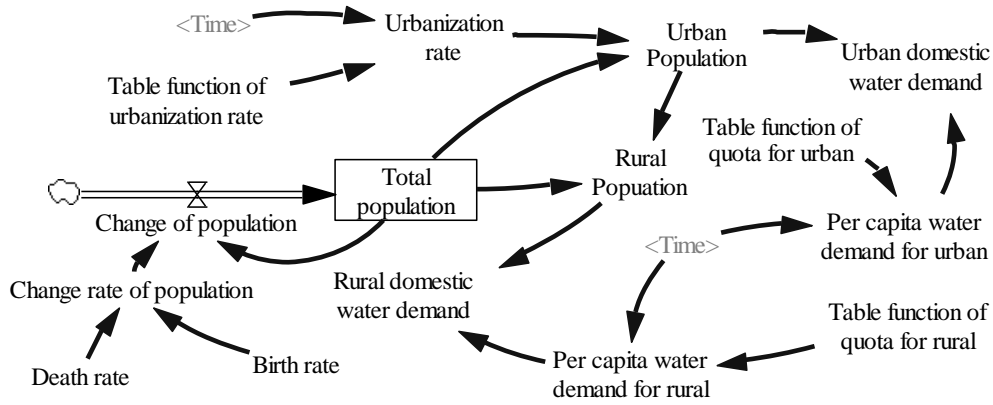 <Time>
Urbanization
rate
Urban
Population
Urban domestic
water demand
Table function of
urbanization rate
Table function of
quota for urban
Rural
Popuation
Total
population
Change of population
Per capita water
demand for urban
<Time>
Rural domestic
water demand
Change rate of population
Table function of
quota for rural
Death rate
Birth rate
Per capita water
demand for rural